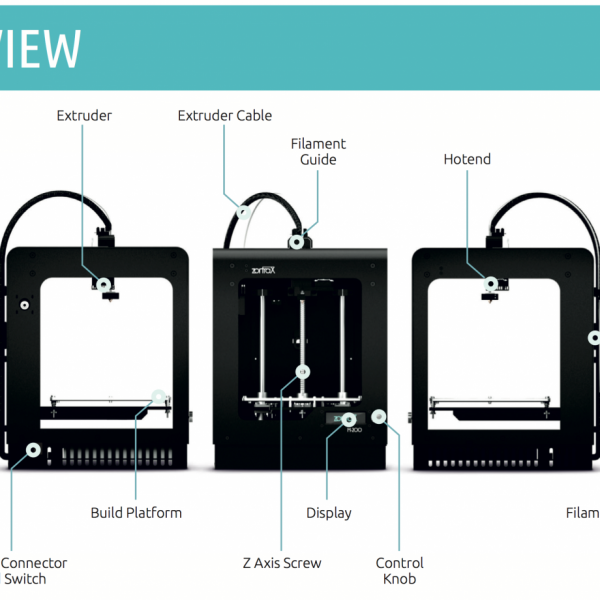 VIEW
Extruder
Extruder Cable
Filament
Guide
Hotend
zortrax
M200
Build Platform
Display
Filam
Connector
Switch
Z Axis Screw
Control
Knob